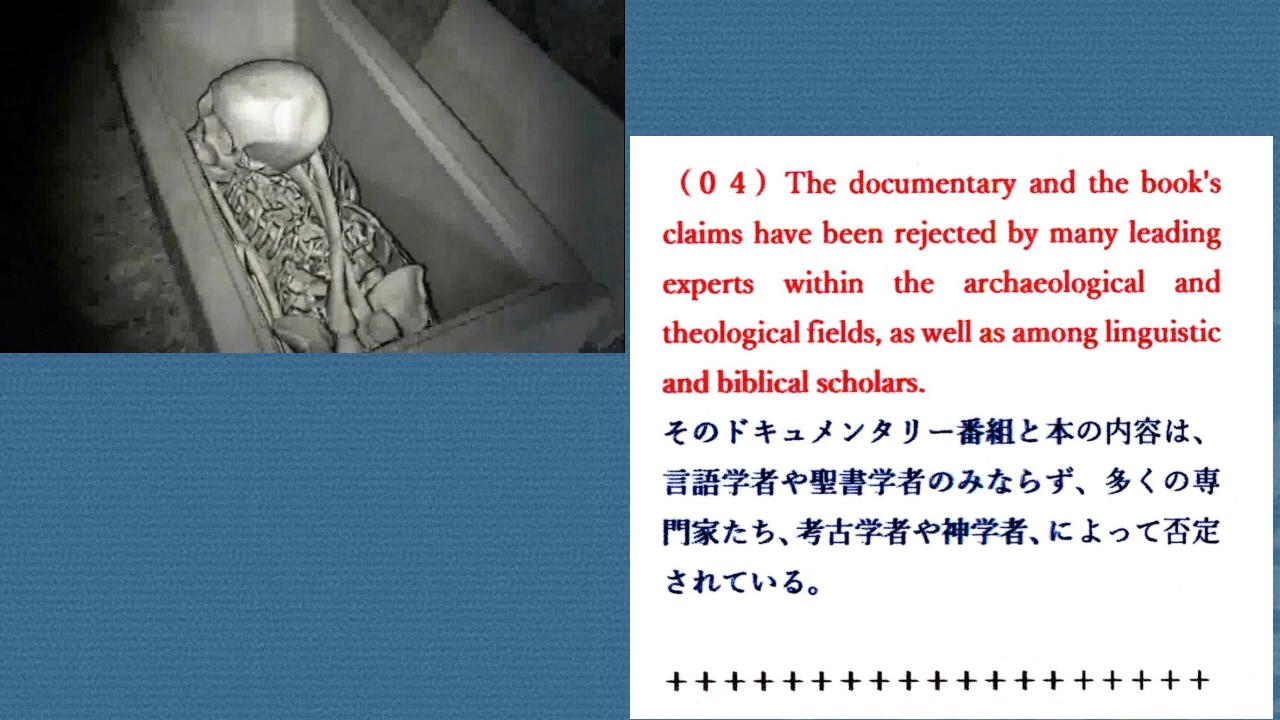 （０４）The documentary and the book's
claims have been rejected by many leading
experts within the archaeological and
theological fields, as well as among linguistic
and biblical scholars.
そのドキュメンタリー番組と本の内容は、
言語学者や聖書学者のみならず、多くの専
門家たち、考古学者や神学者、によって否定
されている。
+++++++++++++++++++